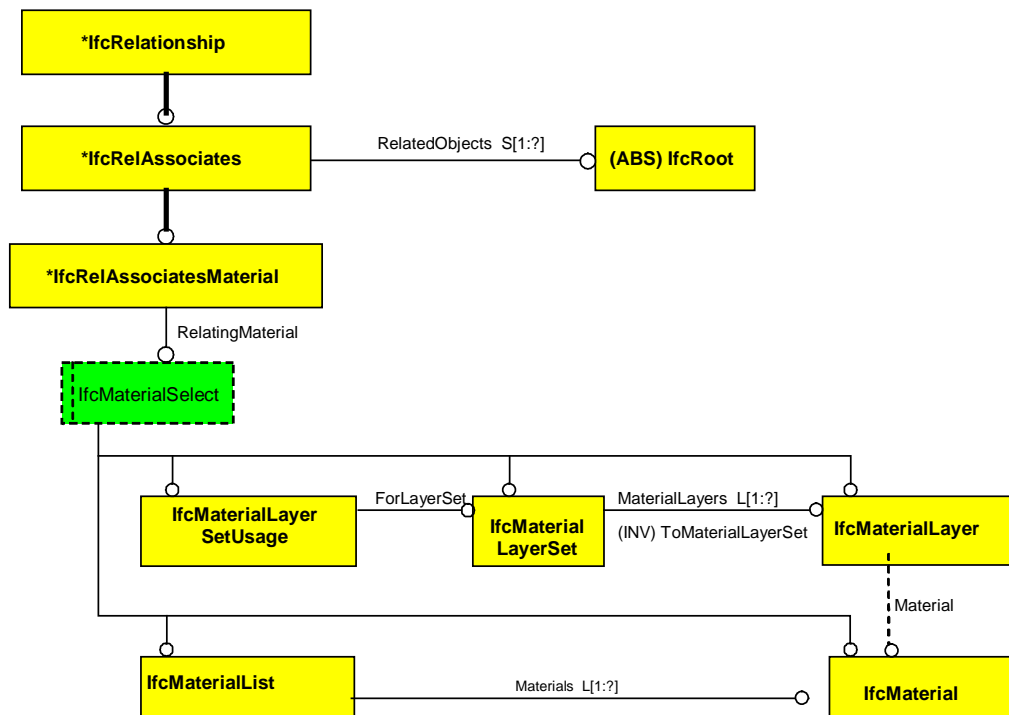 *IfcRelationship
*IfcRelAssociates
RelatedObjects S[1:?]
(ABS) IfcRoot
*IfcRelAssociatesMaterial
RelatingMaterial
IfcMaterialSelect
IfcMaterialLayer
SetUsage
ForLayerSet
IfcMaterial
LayerSet
MaterialLayers L[1:?]
(INV) ToMaterialLayerSet
IfcMaterialLayer
Material
IfcMaterialList
Materials L[1:?]
IfcMaterial